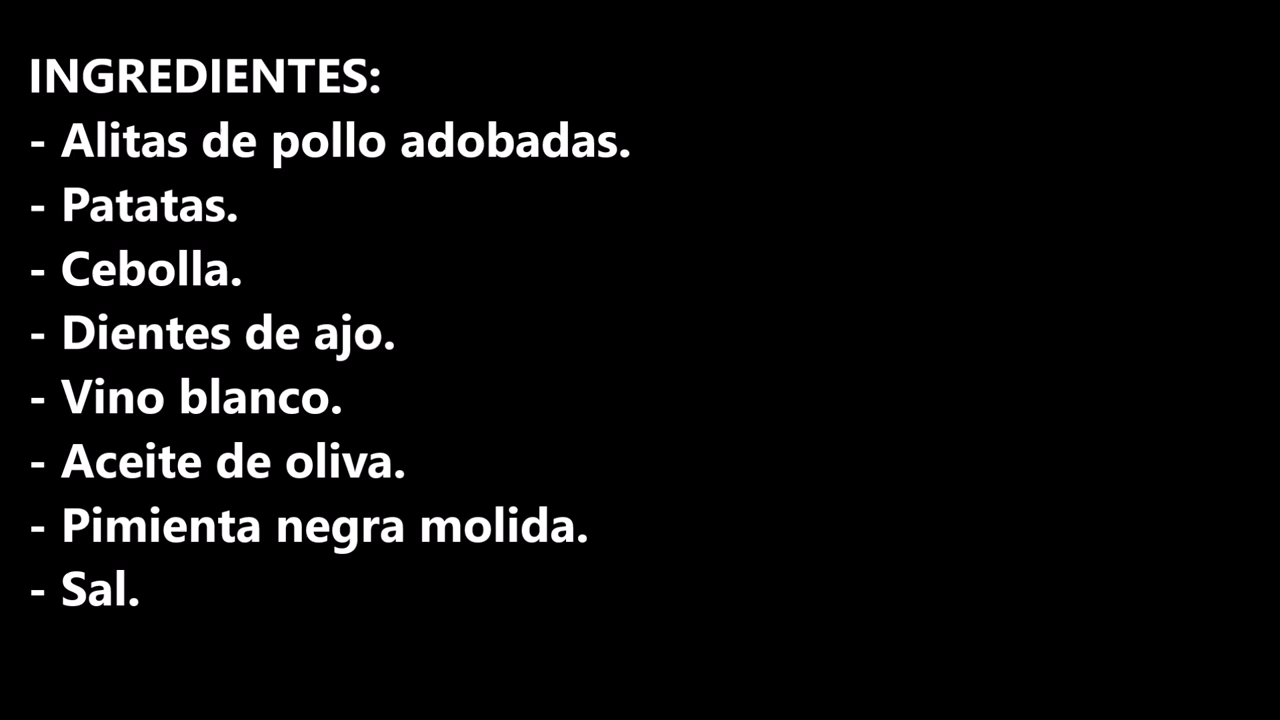 INGREDIENTES:
- Alitas de pollo adobadas.
- Patatas.
- Cebolla.
- Dientes de ajo.
- Vino blanco.
- Aceite de oliva.
- Pimienta negra molida.
- Sal.